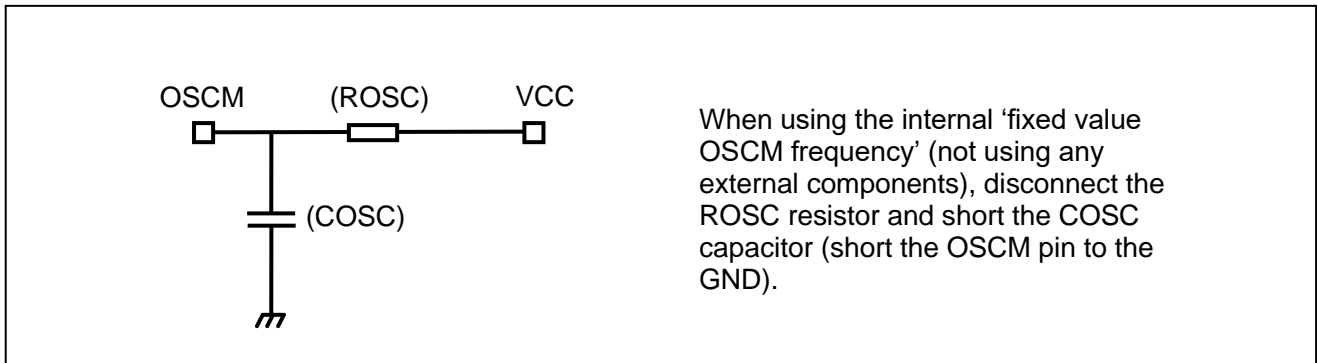 OSCM (ROSC) VCC
(COSC)
When using the internal ‘fixed value
OSCM frequency’ (not using any
external components), disconnect the
ROSC resistor and short the COSC
capacitor (short the OSCM pin to the
GND).